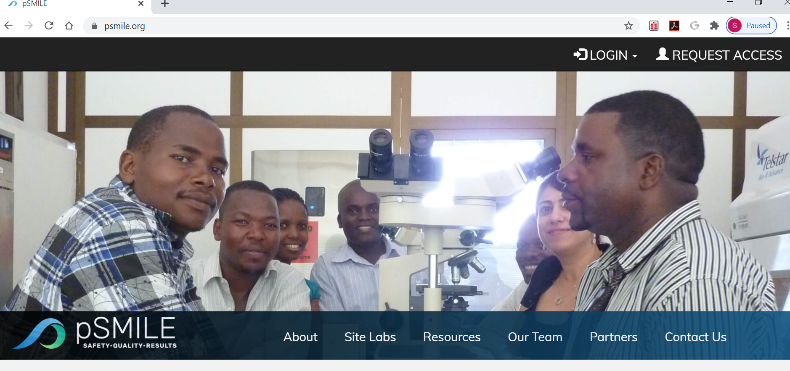 pSMILE
psmile.org
Paused
LOGIN
REQUEST ACCESS
Telstar
pSMILE
SAFETY•QUALITY•RESULTS
About
Site Labs
Resources
Our Team
Partners
Contact Us